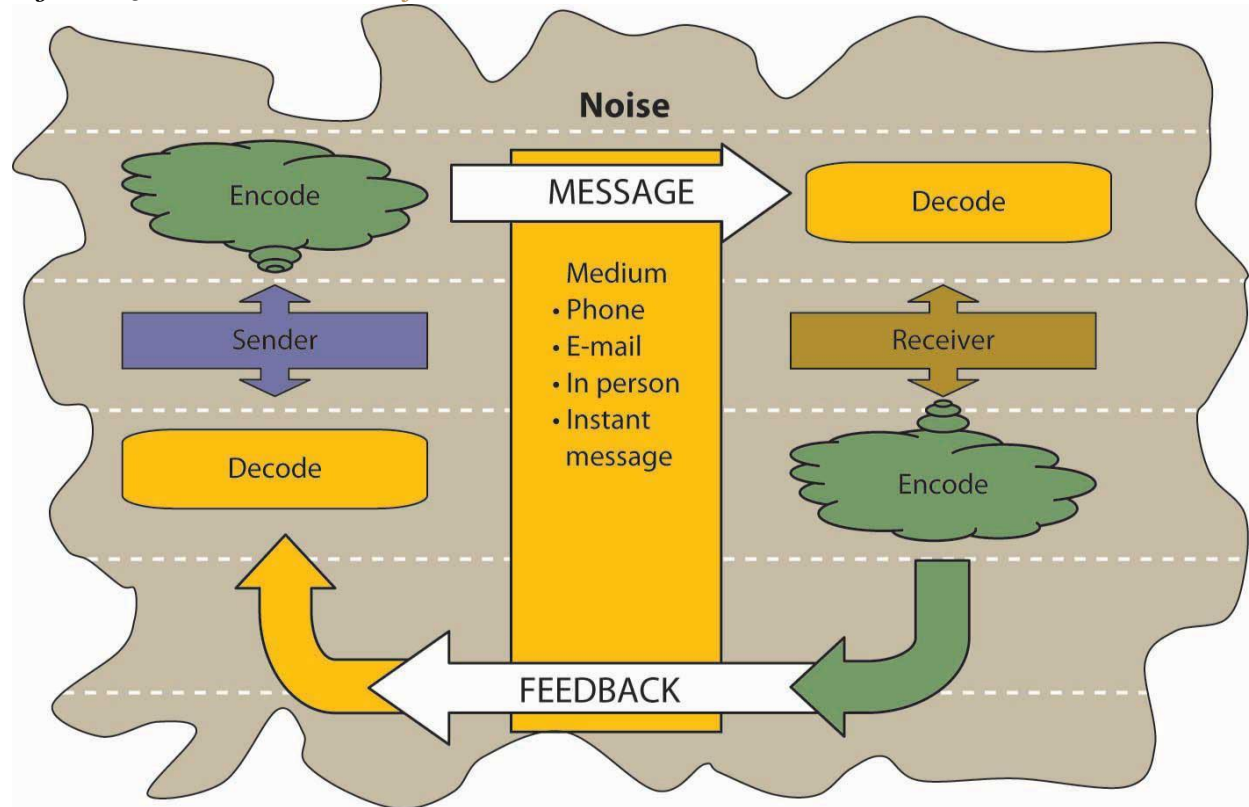 Noise
Encode
MESSAGE
Decode
Medium
• Phone
• E-mail
• In person
• Instant
message
Sender
Receiver
Decode
Encode
FEEDBACK